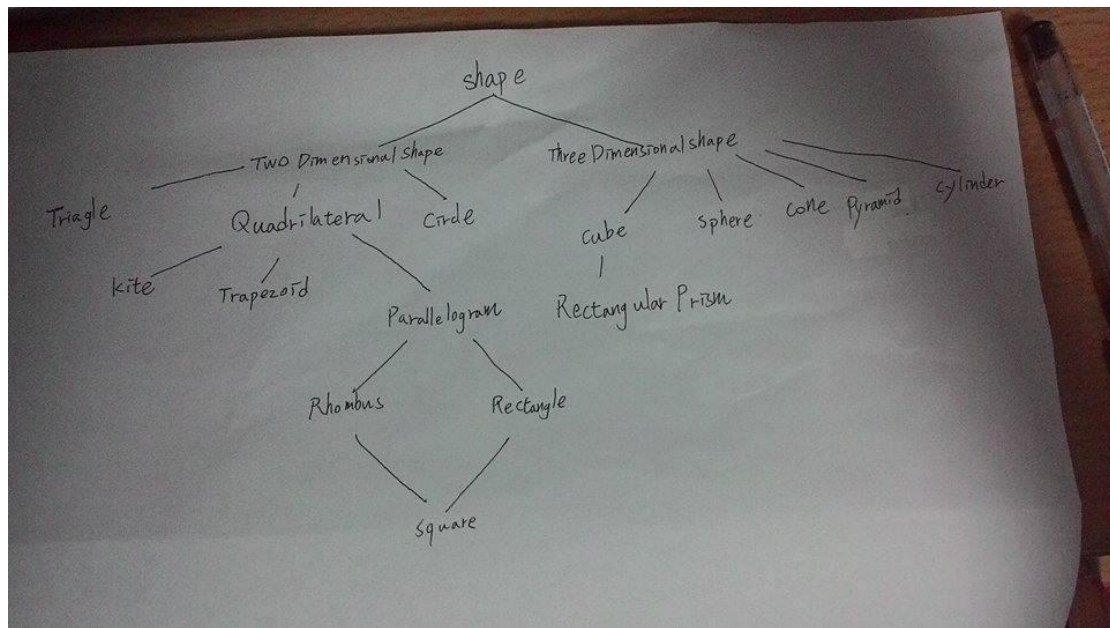 shape
Two Dimensional shape
Three Dimensional shape
Triagle
Quadrilateral
Circle
Cube
Sphere
Cone
Pyramid
Cylinder
Kite
Trapezoid
Parallelogram
Rectangular Prism
Rhombus
Rectangle
Square